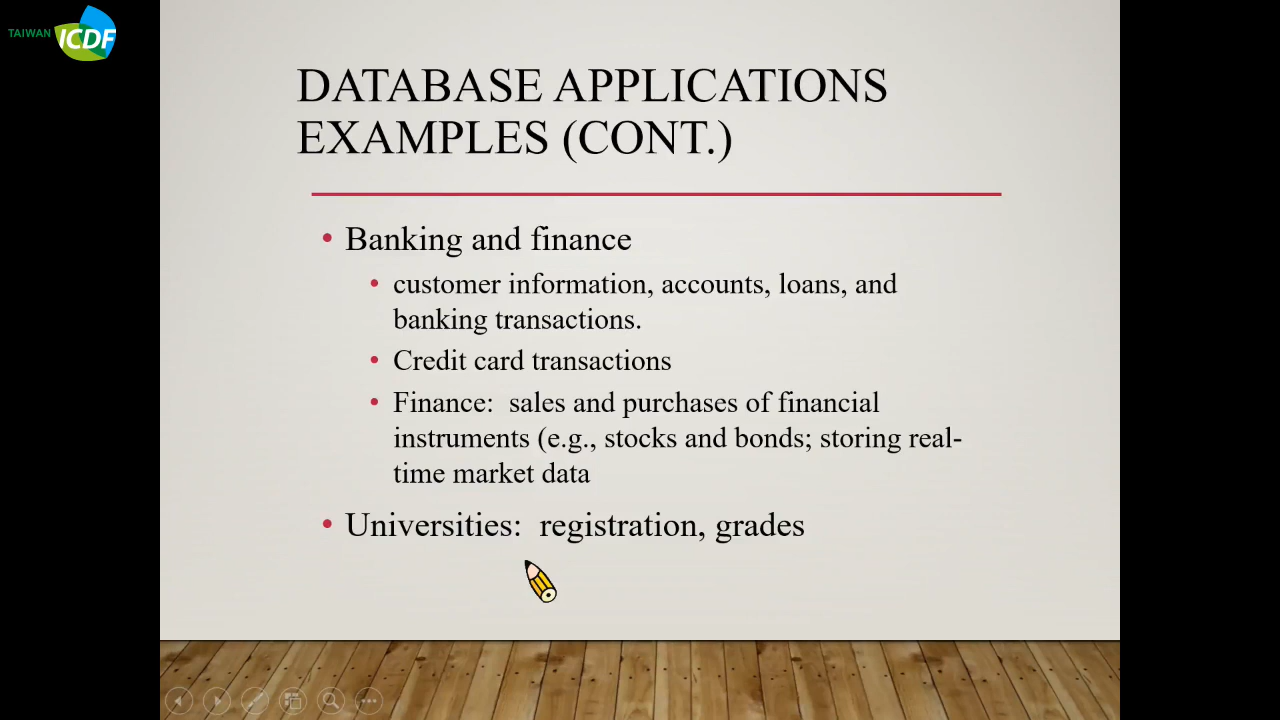 TAIWAN ICDF
DATABASE APPLICATIONS
EXAMPLES (CONT.)
• Banking and finance
• customer information, accounts, loans, and
banking transactions.
• Credit card transactions
• Finance:  sales and purchases of financial
instruments (e.g., stocks and bonds; storing real-
time market data
• Universities:  registration, grades